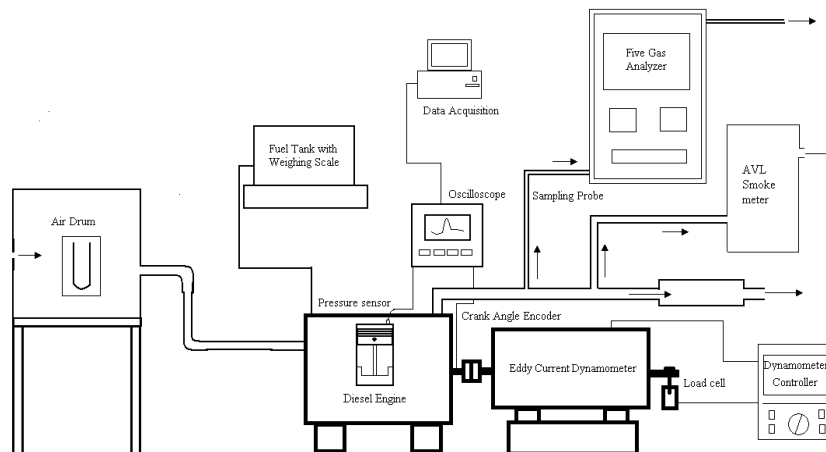 Five Gas
Analyzer
Data Acquisition
Fuel Tank with
Weighing Scale
AVL
Smoke
meter
Oscilloscope
Sampling Probe
Air Drum
Pressure sensor
Crank Angle Encoder
Eddy Current Dynamometer
Load cell
Dynamometer
Controller
Diesel Engine